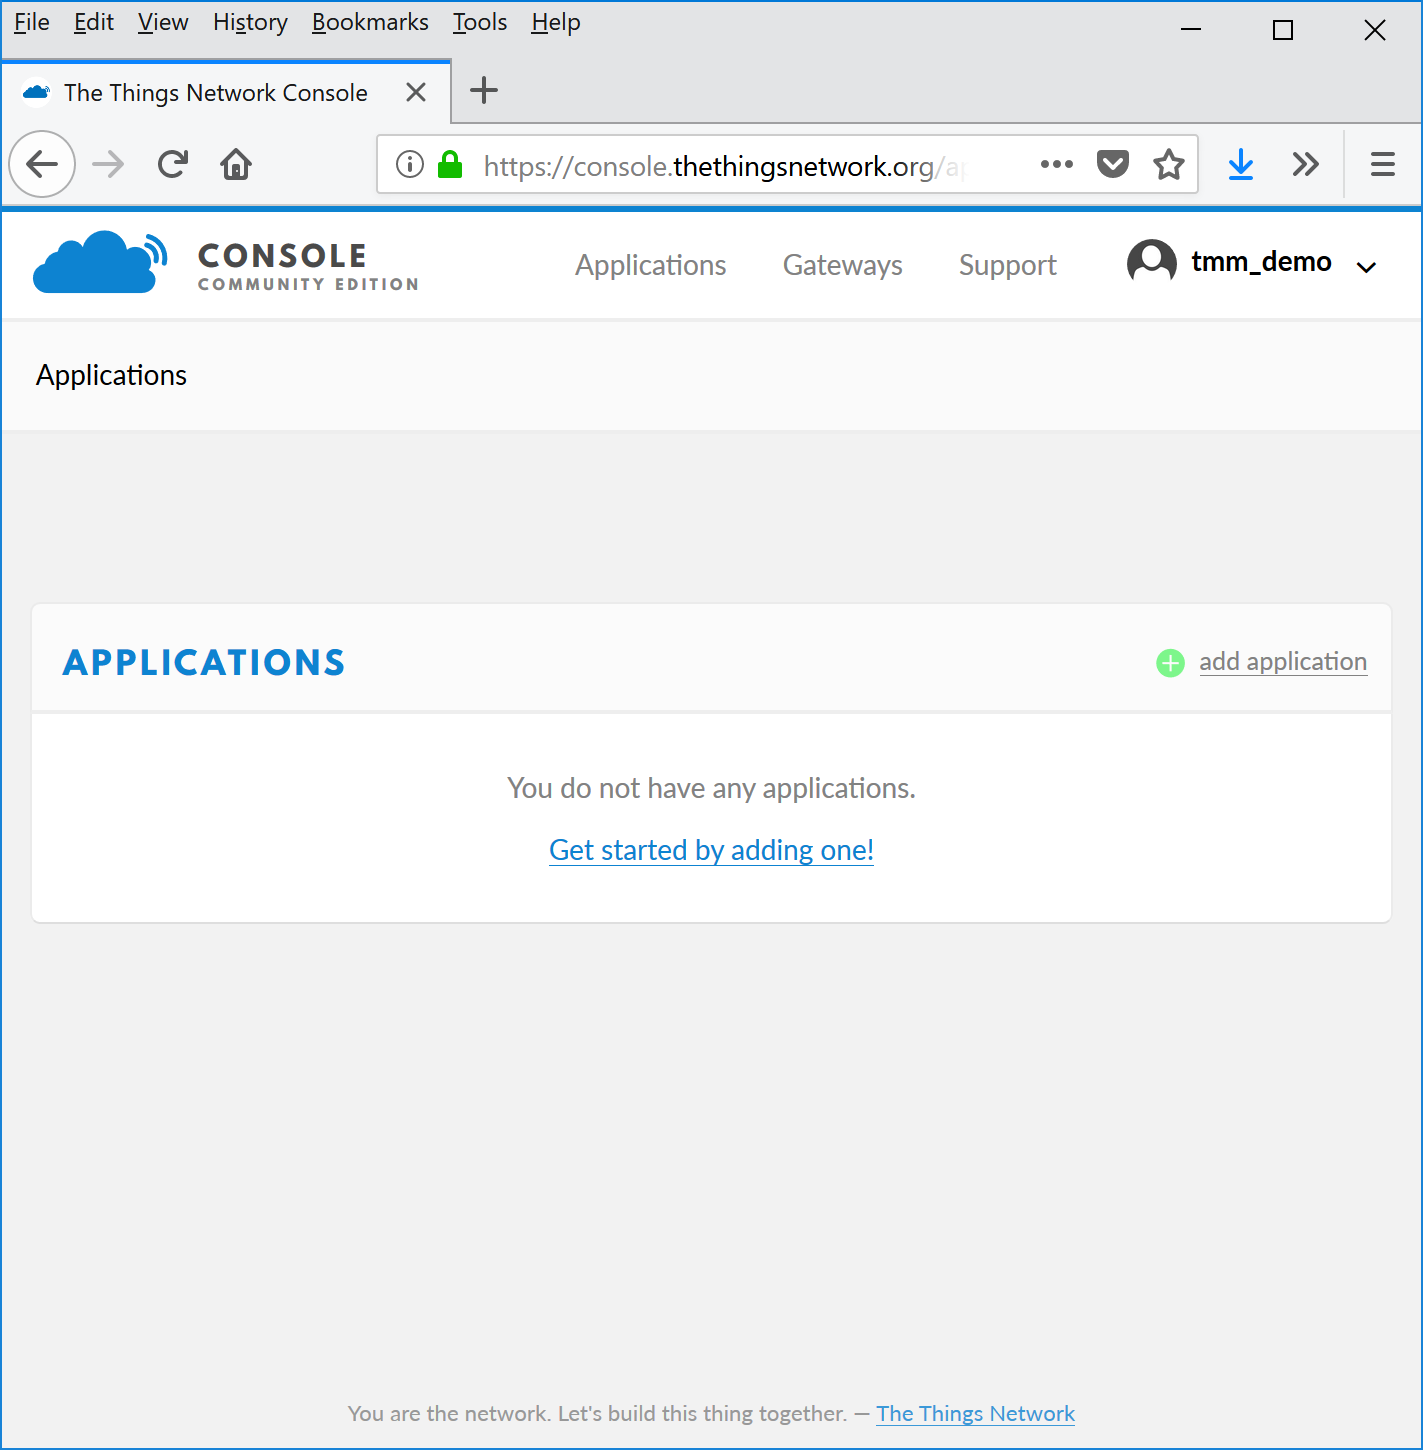 File Edit View History Bookmarks Tools Help
The Things Network Console
https://console.thethingsnetwork.org/ap
CONSOLE
COMMUNITY EDITION
Applications Gateways Support tmm_demo
Applications
APPLICATIONS add application
You do not have any applications.
Get started by adding one!
You are the network. Let's build this thing together. — The Things Network